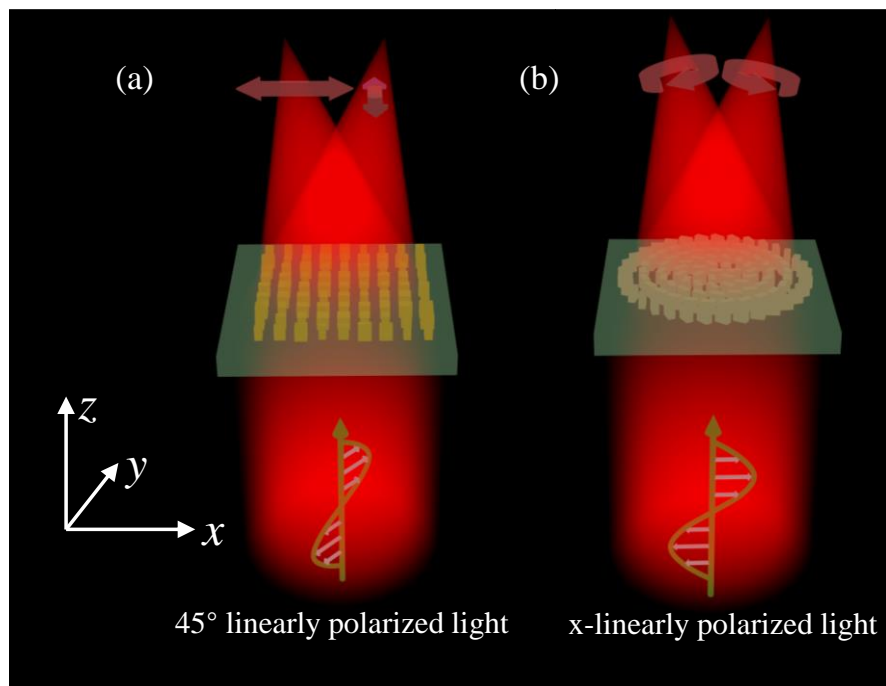 (a)
(b)
z
y
x
45° linearly polarized light
x-linearly polarized light